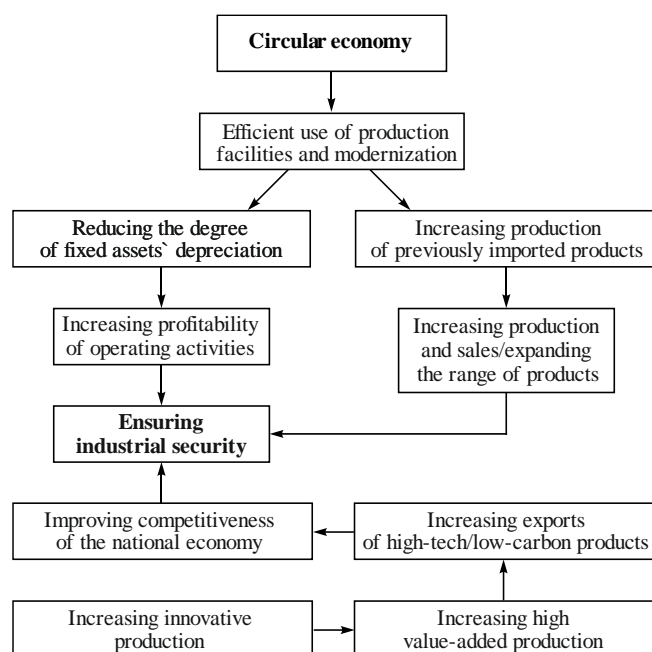 Circular economy
Efficient use of production
facilities and modernization
Reducing the degree
of fixed assets` depreciation
Increasing production
of previously imported products
Increasing profitability
of operating activities
Increasing production
and sales/expanding
the range of products
Ensuring
industrial security
Improving competitiveness
of the national economy
Increasing exports
of high-tech/low-carbon products
Increasing innovative
production
Increasing high
value-added production